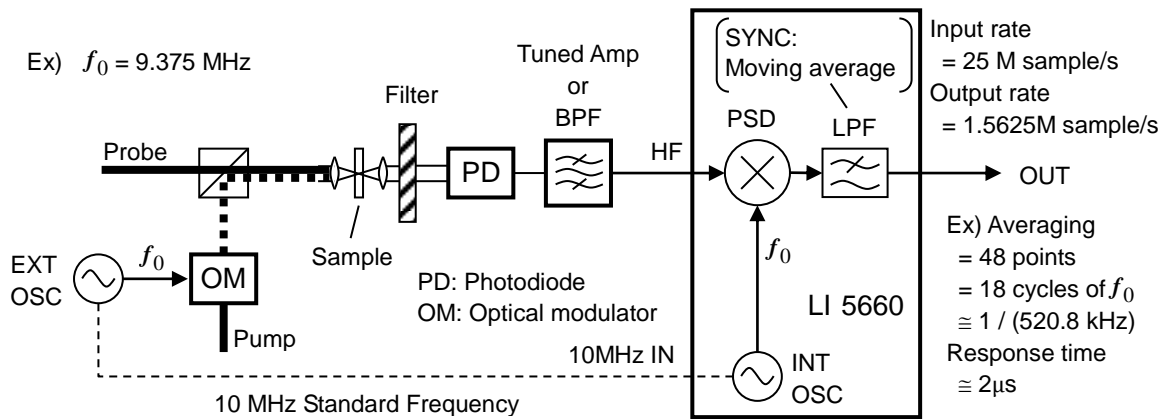 Ex) f0 = 9.375 MHz
Tuned Amp
or
BPF
Filter
SYNC:
Moving average
PSD
LPF
Input rate
= 25 M sample/s
Output rate
= 1.5625M sample/s
Probe
PD
HF
OUT
Sample
EXT
OSC
f0
OM
Pump
PD: Photodiode
OM: Optical modulator
f0
LI 5660
10MHz IN
INT
OSC
10 MHz Standard Frequency
Ex) Averaging
= 48 points
= 18 cycles of f0
≅ 1 / (520.8 kHz)
Response time
≅ 2μs